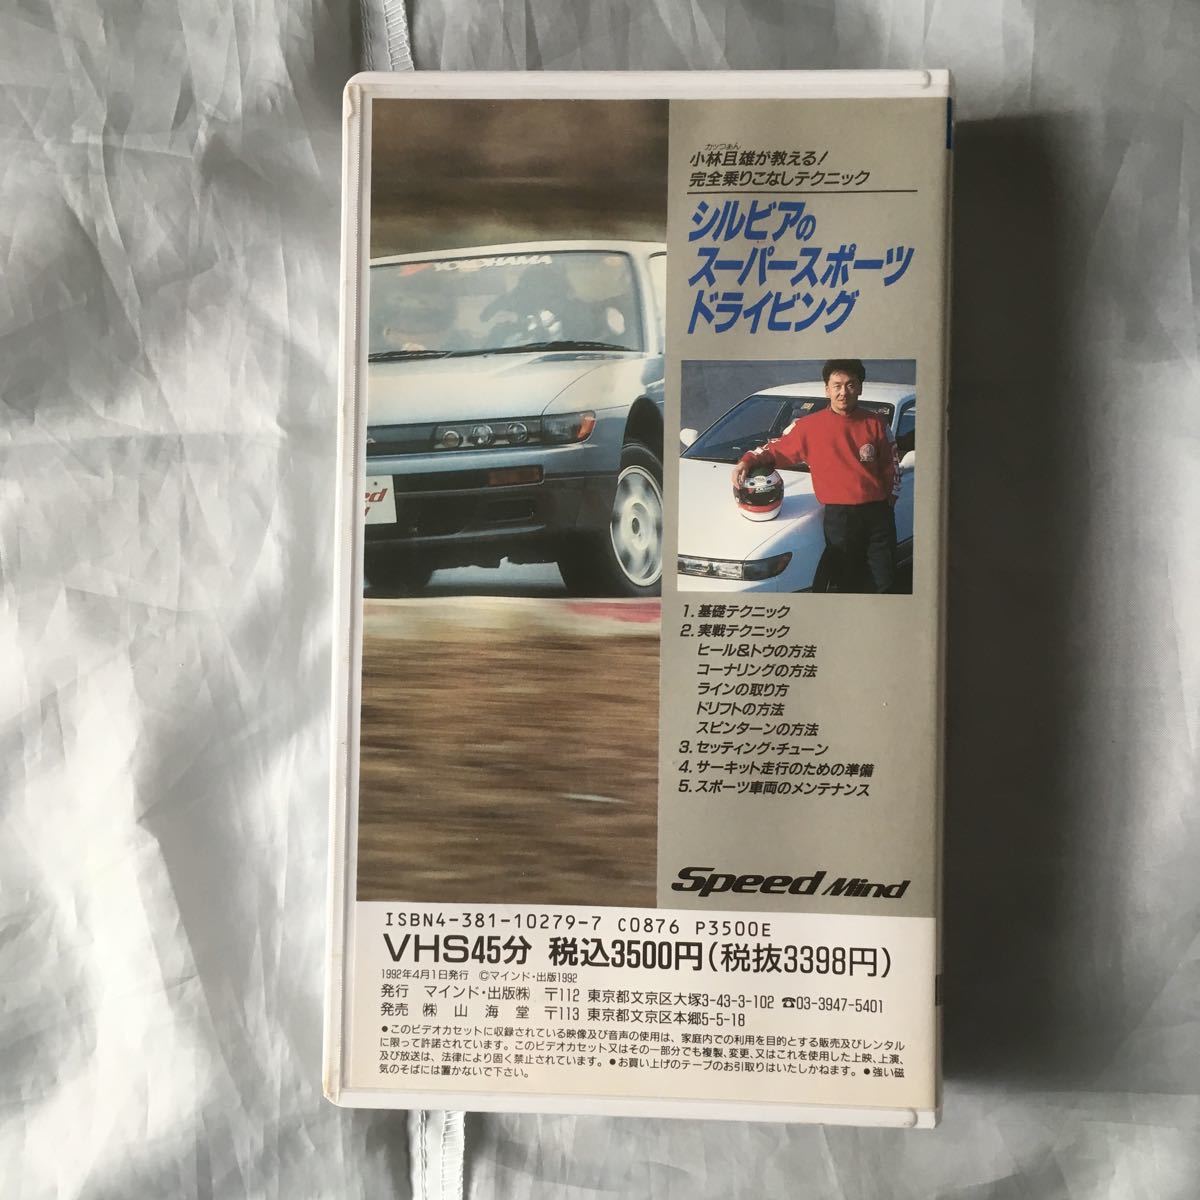 カッつぁん
小林且雄が教える!
完全乗りこなしテクニック
シルビアの
スーパースポーツ
ドライビング
YOKOHAMA
1. 基礎テクニック
2. 実戦テクニック
ヒール&トウの方法
コーナリングの方法
ラインの取り方
ドリフトの方法
スピンターンの方法
3. セッティング・チューン
4. サーキット走行のための準備
5. スポーツ車両のメンテナンス
Speed Mind
ISBN4-381-10279-7 C0876 P3500E
VHS45分 税込3500円(税抜3398円)
1992年4月1日発行 ©マインド・出版1992
発行 マインド・出版㈱ 〒112 東京都文京区大塚3-43-3-102 ☎03-3947-5401
発売 ㈱ 山 海 堂 〒113 東京都文京区本郷5-5-18
●このビデオカセットに収録されている映像及び音声の使用は、家庭内での利用を目的とする販売及びレンタル
に限って許諾されています。このビデオカセット又はその一部分でも複製、変更、又はこれを使用した上映、上演、
及び放送は、法律により固く禁止されています。●お買い上げのテープのお引取りはいたしかねます。●強い磁
気のそばには置かないで下さい。